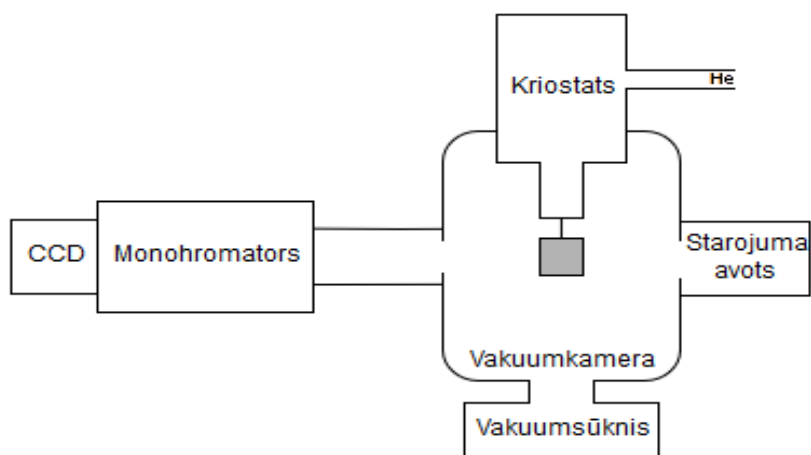 Kriostats
He
CCD
Monohromators
Starojuma
avots
Vakuumkamera
Vakuumsūknis